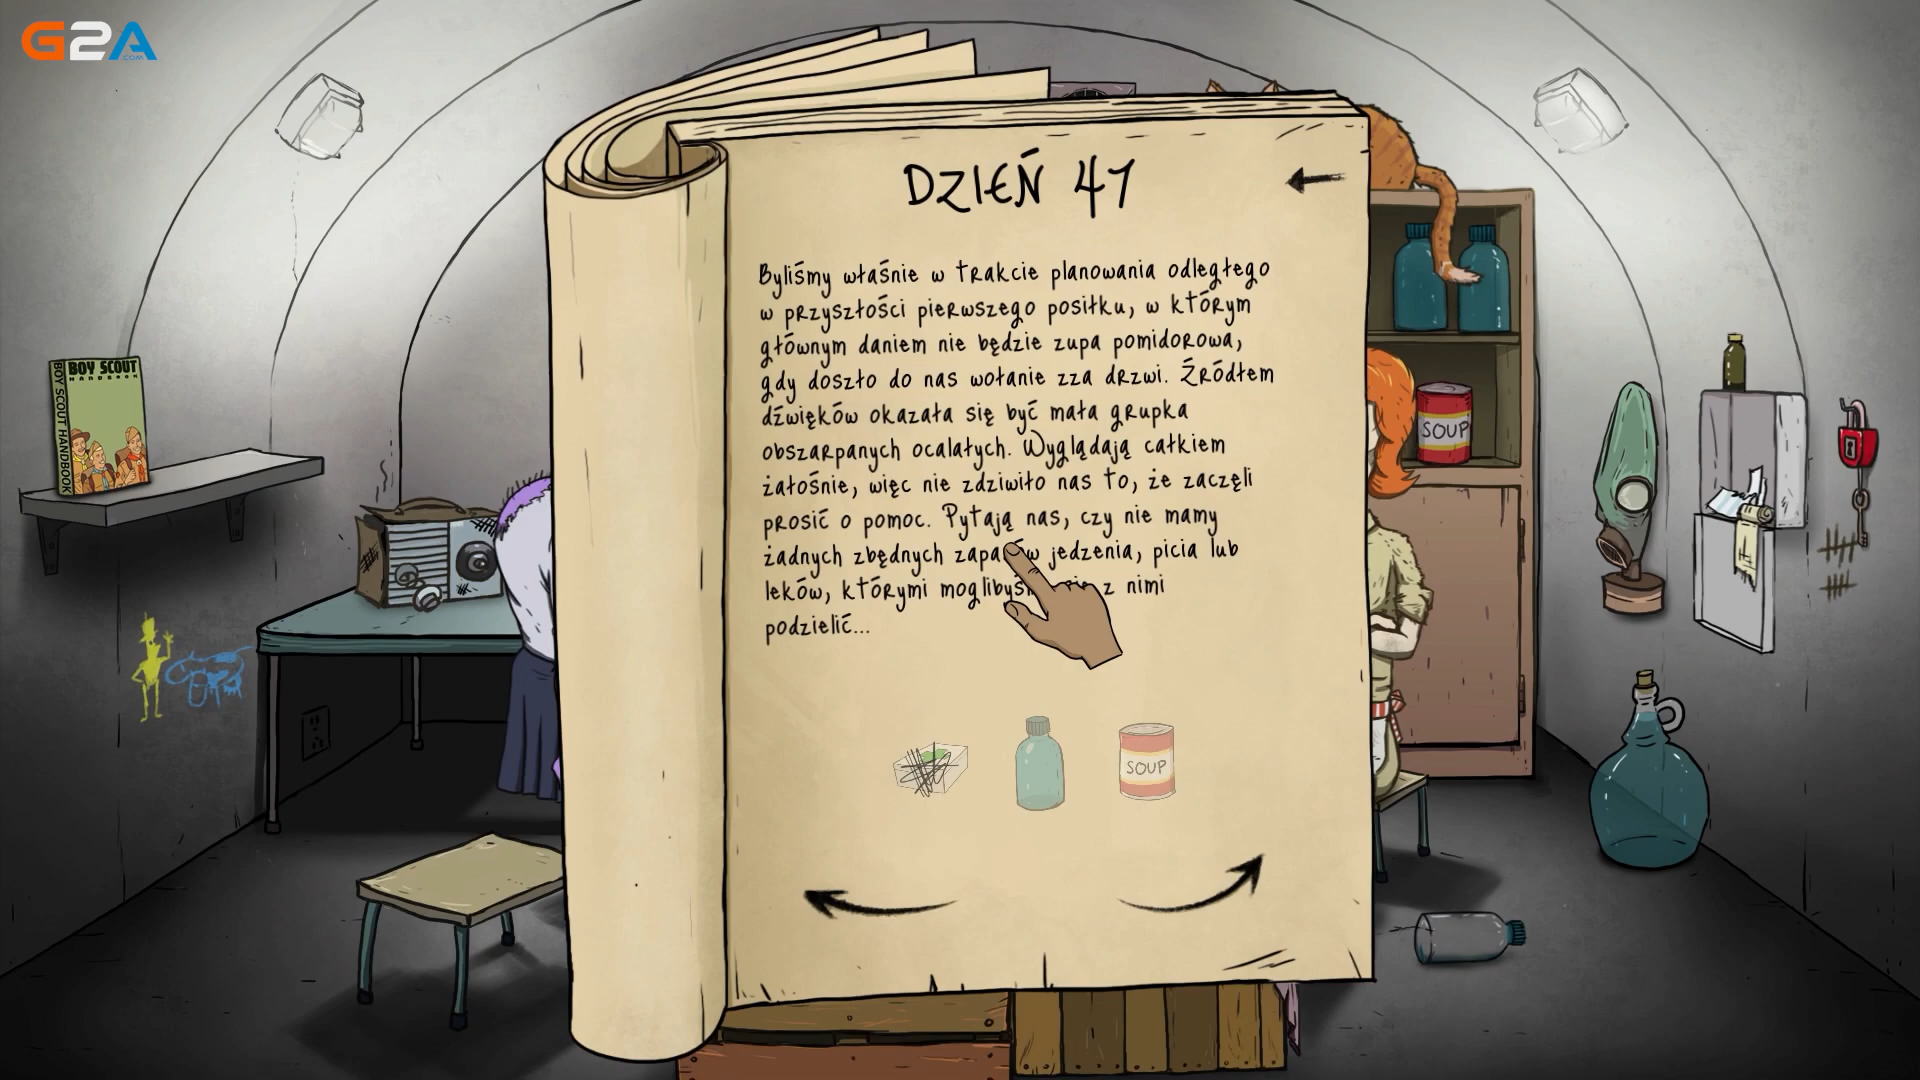 G2A
.COM
BOY SCOUT
HANDBOOK
BOY SCOUT HANDBOOK
DZIEŃ 47
Byliśmy właśnie w trakcie planowania odległego
w przyszłości pierwszego posiłku, w którym
głównym daniem nie będzie zupa pomidorowa,
gdy doszło do nas wołanie zza drzwi. Źródłem
dźwięków okazała się być mała grupka
obszarpanych ocalałych. Wyglądają całkiem
żałośnie, więc nie zdziwiło nas to, że zaczęli
prosić o pomoc. Pytają nas, czy nie mamy
żadnych zbędnych jedzenia, picia lub
leków, którymi z nimi
podzielić...
SOUP
SOUP